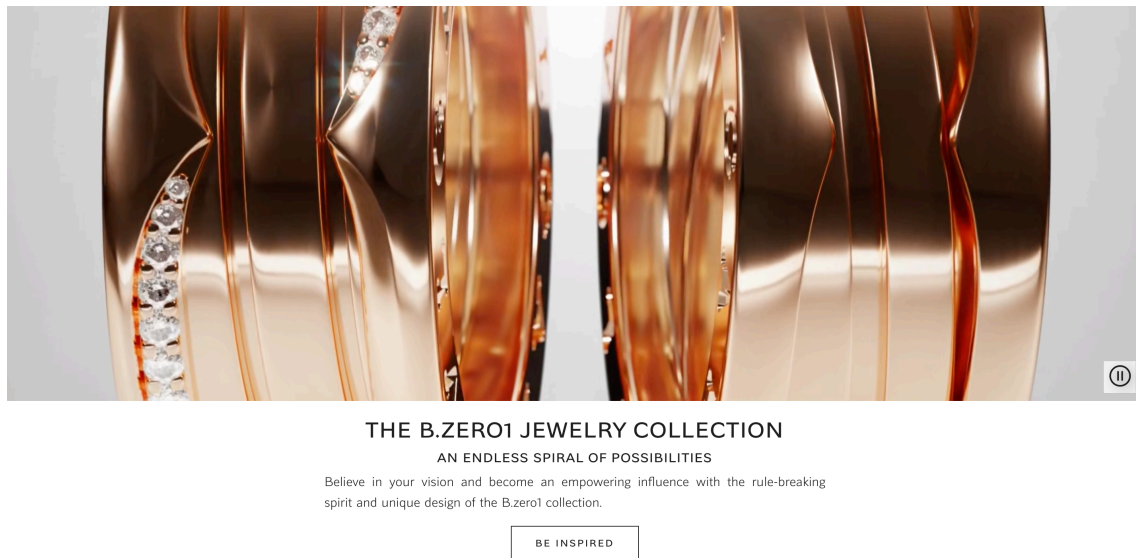 THE B.ZERO1 JEWELRY COLLECTION
AN ENDLESS SPIRAL OF POSSIBILITIES
Believe in your vision and become an empowering influence with the rule-breaking
spirit and unique design of the B.zero1 collection.
BE INSPIRED